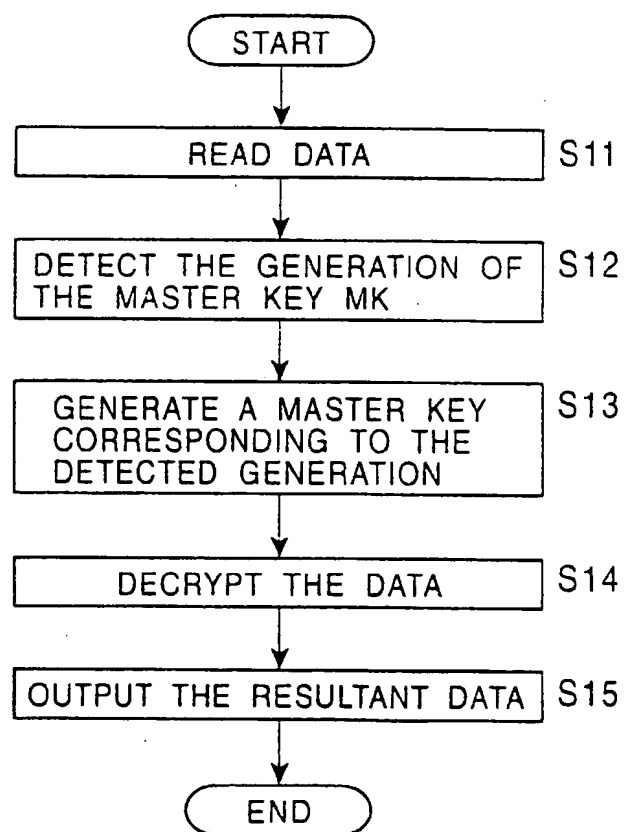 START
READ DATA S11
DETECT THE GENERATION OF S12
THE MASTER KEY MK
GENERATE A MASTER KEY S13
CORRESPONDING TO THE
DETECTED GENERATION
DECRYPT THE DATA S14
OUTPUT THE RESULTANT DATA S15
END